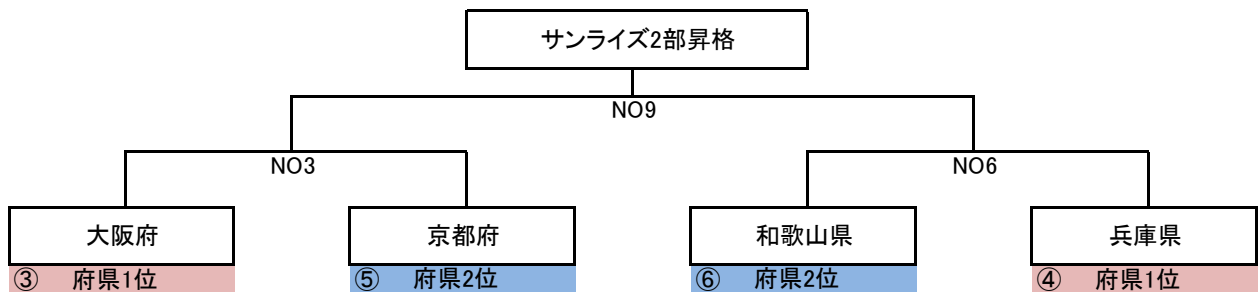 サンライズ2部昇格
NO9
NO3
NO6
大阪府
京都府
和歌山県
兵庫県
③ 府県1位
⑤ 府県2位
⑥ 府県2位
④ 府県1位